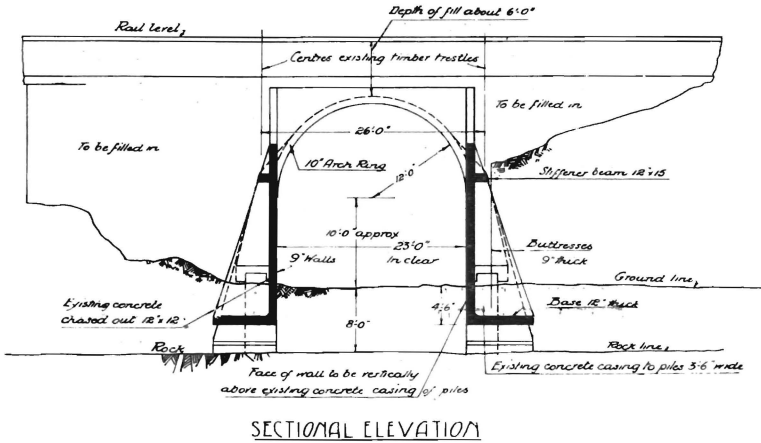 Depth of fill about 6'-0"
Rail level,
Centres existing timber trestles
To be filled in
To be filled in
26'-0"
10" Arch Ring
12'-0"
Stiffener beam 12"x15
10'-0" approx
23'-0"
In clear
Buttresses
9" thick
9" Walls
Ground line,
Existing concrete
chased out 12"x12"
4'-6"
Base 12" thick
8'-0"
Rock
Rock line,
Face of wall to be vertically
above existing concrete casing of piles
Existing concrete casing to piles 3'-6" wide
SECTIONAL ELEVATION